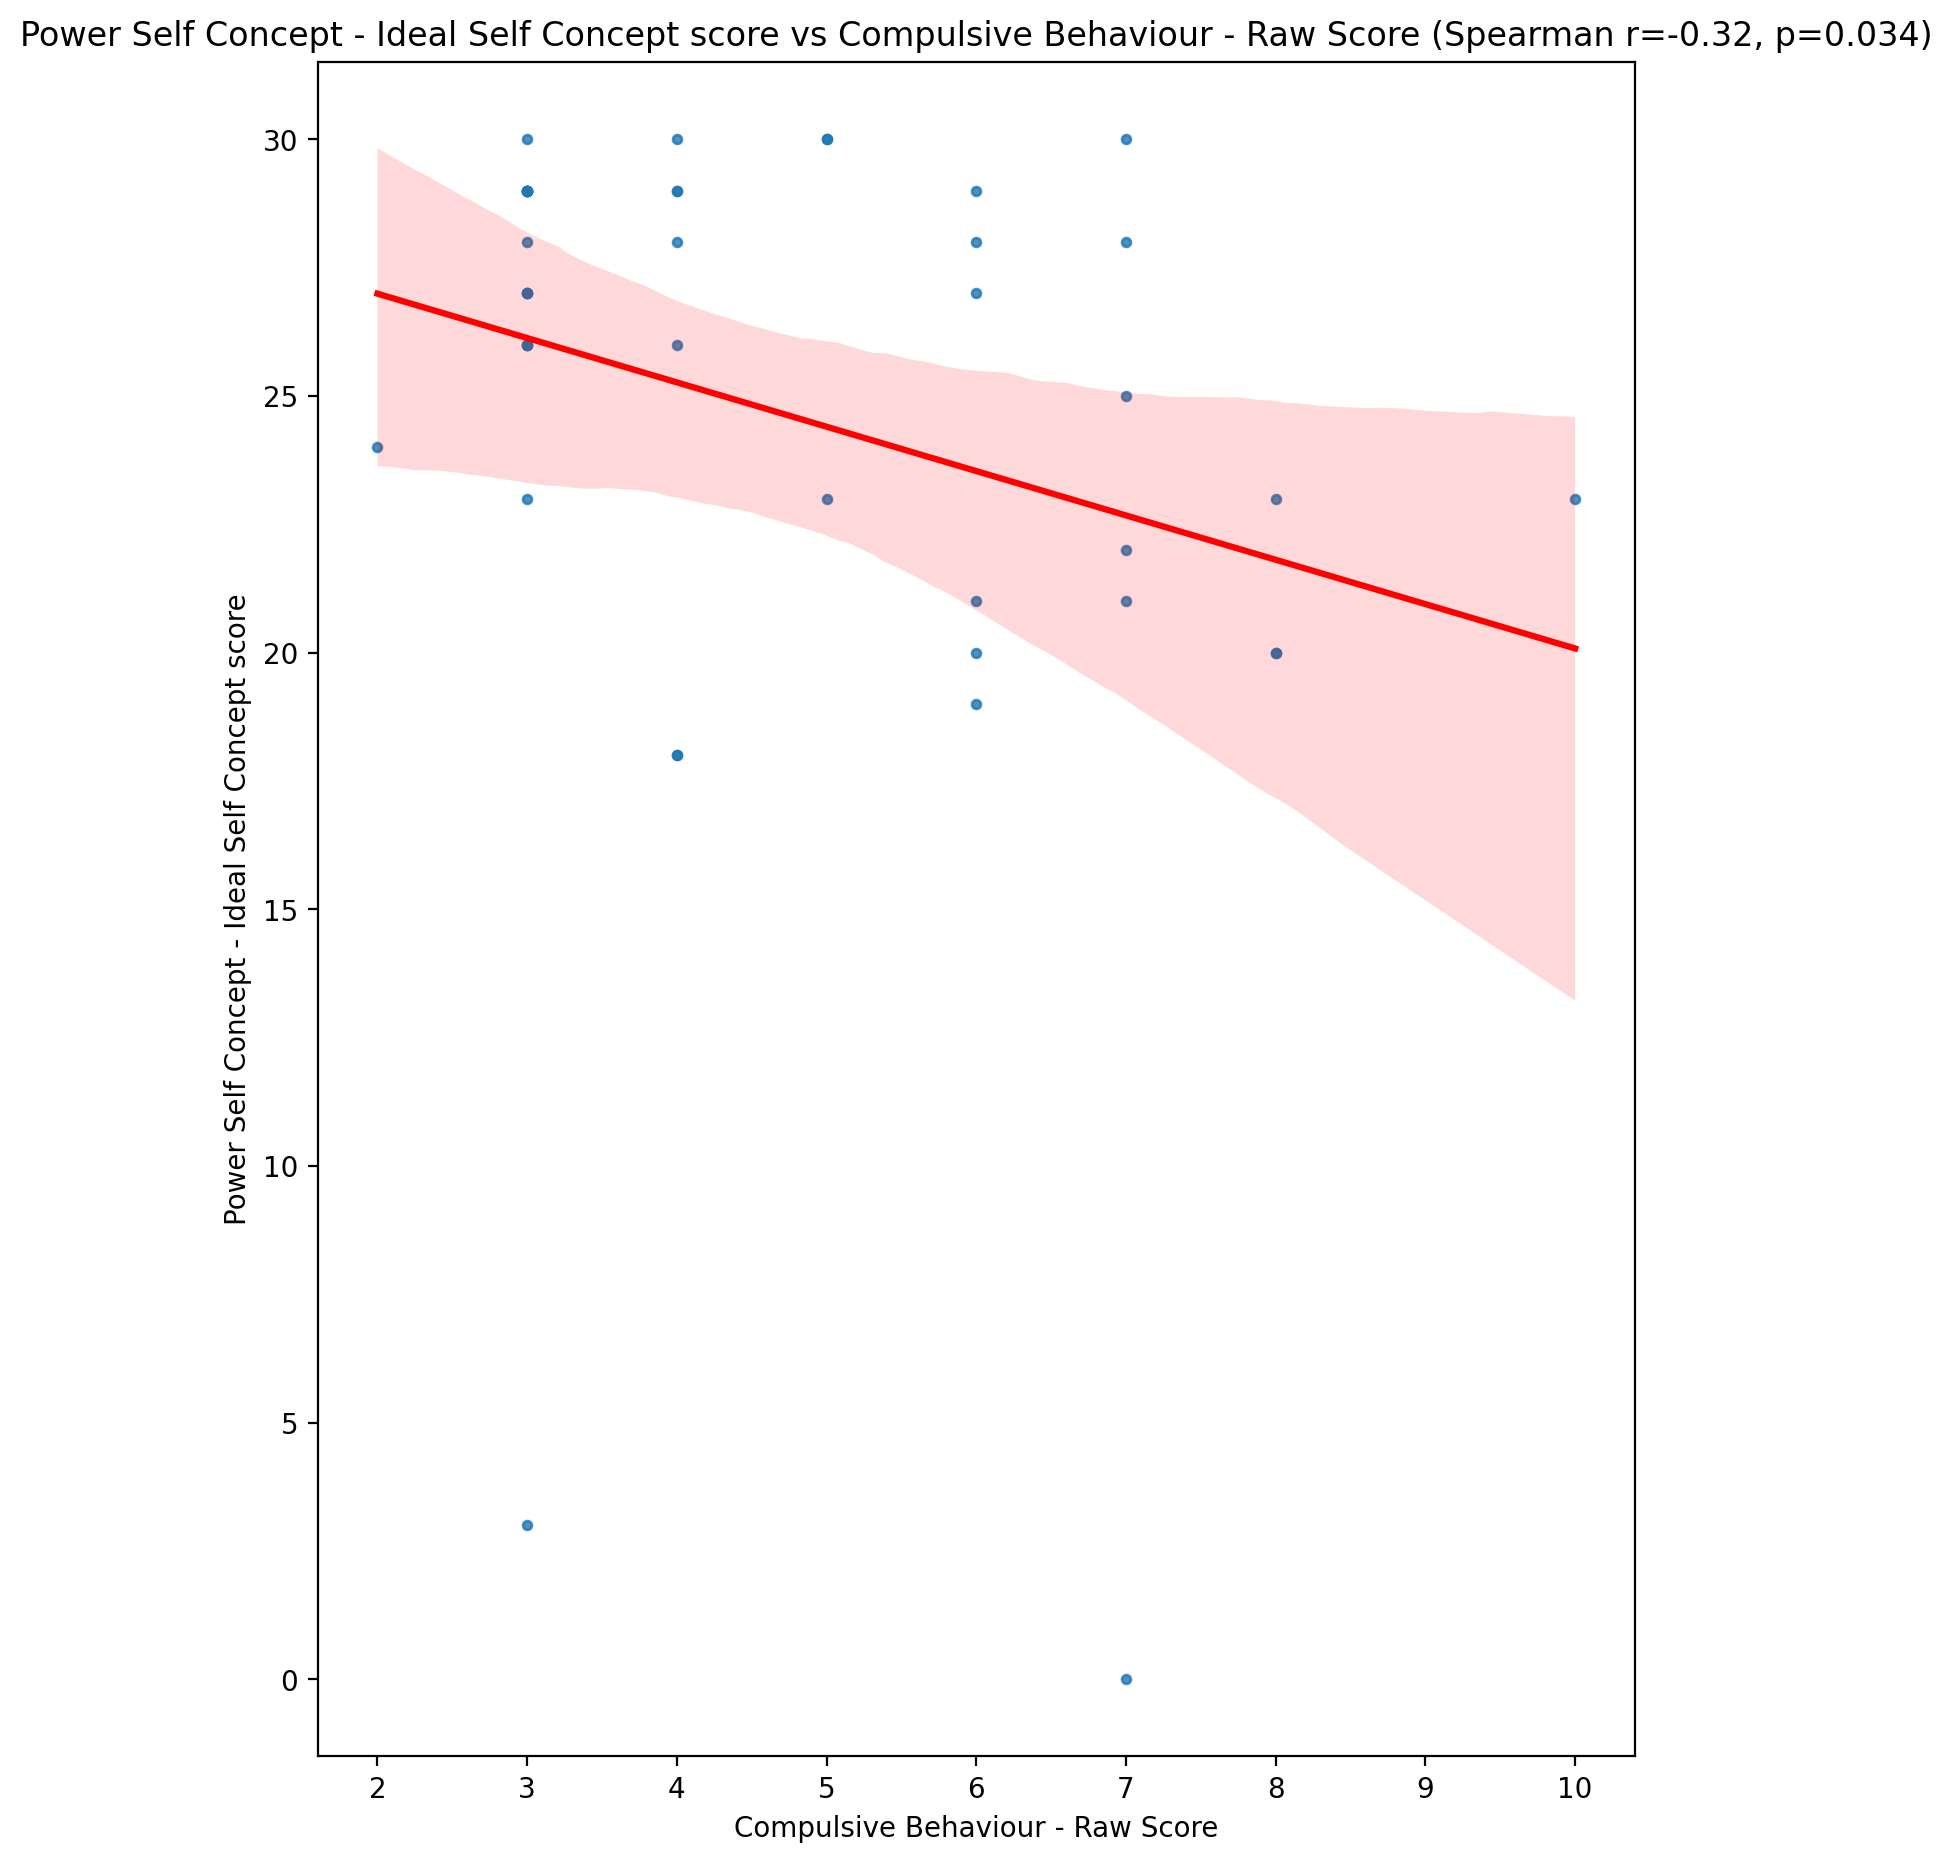 Power Self Concept - Ideal Self Concept score vs Compulsive Behaviour - Raw Score (Spearman r=-0.32, p=0.034)
Power Self Concept - Ideal Self Concept score
30
25
20
15
10
5
0
2 3 4 5 6 7 8 9 10
Compulsive Behaviour - Raw Score